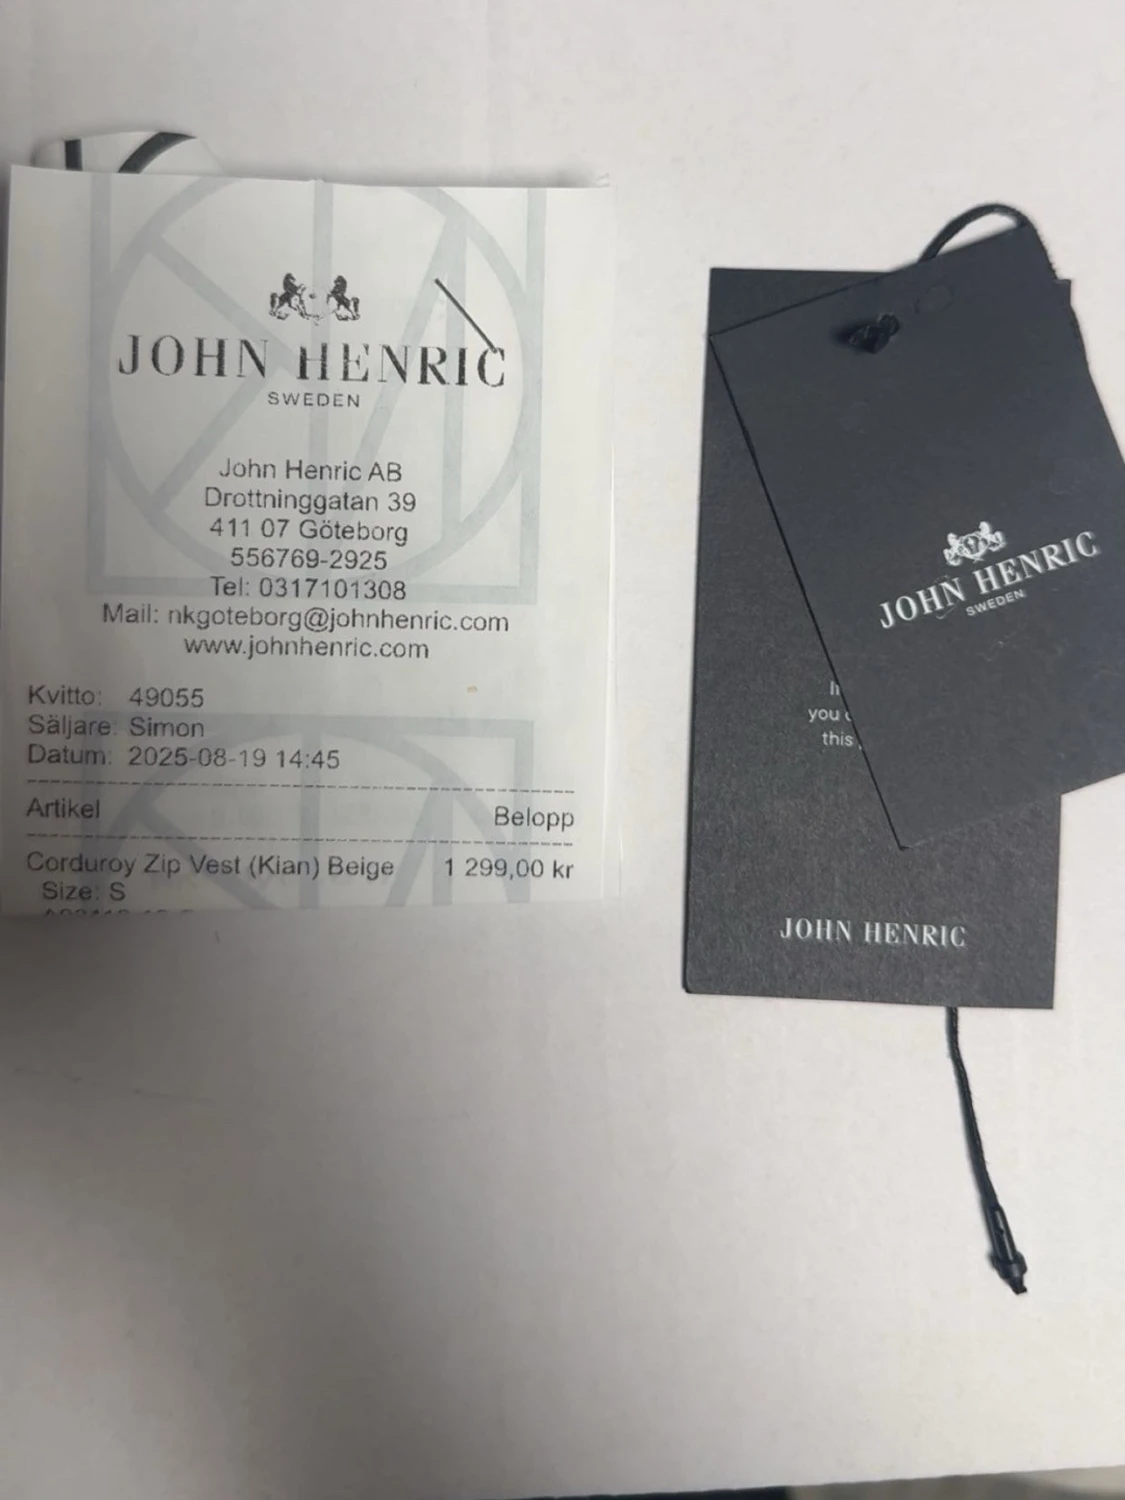 JOHN HENRIC
SWEDEN
John Henric AB
Drottninggatan 39
411 07 Göteborg
556769-2925
Tel: 0317101308
Mail: nkgoteborg@johnhenric.com
www.johnhenric.com
Kvitto: 49055
Säljare: Simon
Datum: 2025-08-19 14:45
Artikel Belopp
Corduroy Zip Vest (Kian) Beige 1 299,00 kr
Size: S
JOHN HENRIC
SWEDEN
you
this
JOHN HENRIC